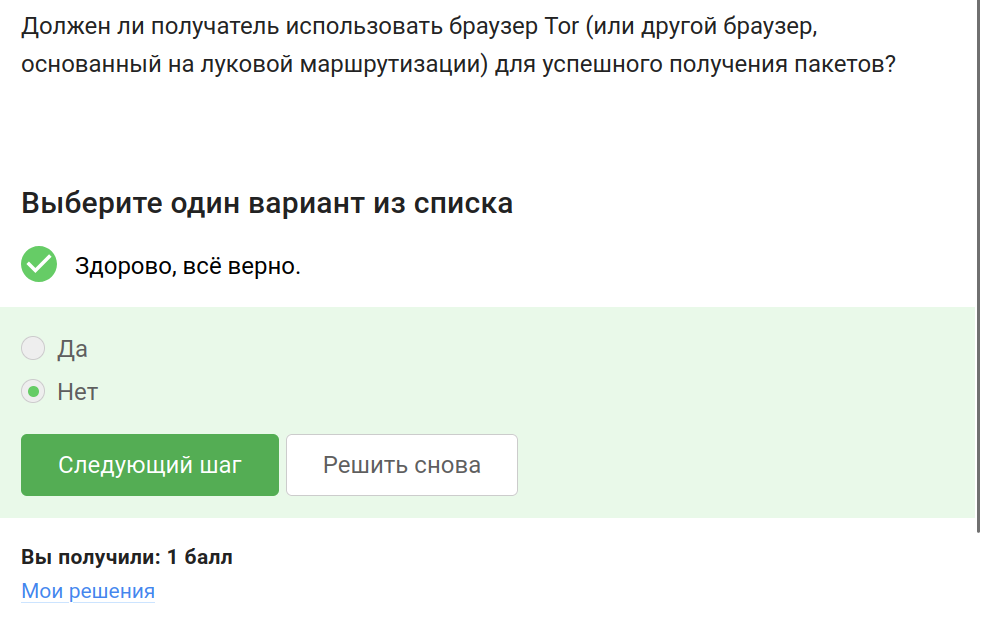 Должен ли получатель использовать браузер Tor (или другой браузер,
основанный на луковой маршрутизации) для успешного получения пакетов?
Выберите один вариант из списка
Здорово, всё верно.
Да
Нет
Следующий шаг
Решить снова
Вы получили: 1 балл
Мои решения